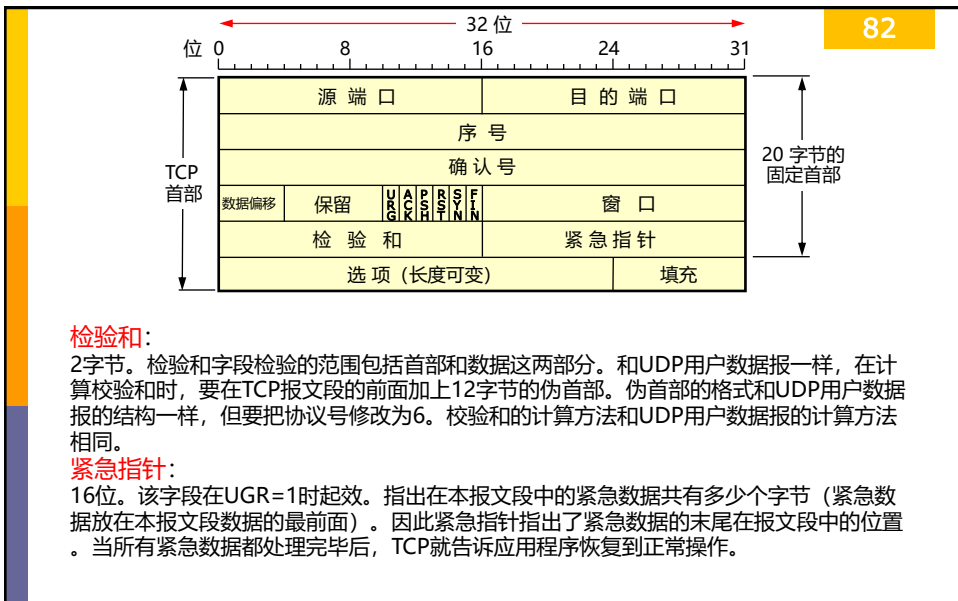 82
32 位
位 0 8 16 24 31
源 端 口 目 的 端 口
序 号
TCP
首部
确 认 号
20 字节的
固定首部
数据偏移 保留 URG ACK PSH RST SYN FIN 窗 口
检 验 和 紧 急 指 针
选 项 (长度可变) 填充
检验和:
2字节。检验和字段检验的范围包括首部和数据这两部分。和UDP用户数据报一样，在计
算校验和时，要在TCP报文段的前面加上12字节的伪首部。伪首部的格式和UDP用户数据
报的结构一样，但要把协议号修改为6。校验和的计算方法和UDP用户数据报的计算方法
相同。
紧急指针:
16位。该字段在UGR=1时起效。指出在本报文段中的紧急数据共有多少个字节（紧急数
据放在本报文段数据的最前面）。因此紧急指针指出了紧急数据的末尾在报文段中的位置
。当所有紧急数据都处理完毕后，TCP就告诉应用程序恢复到正常操作。